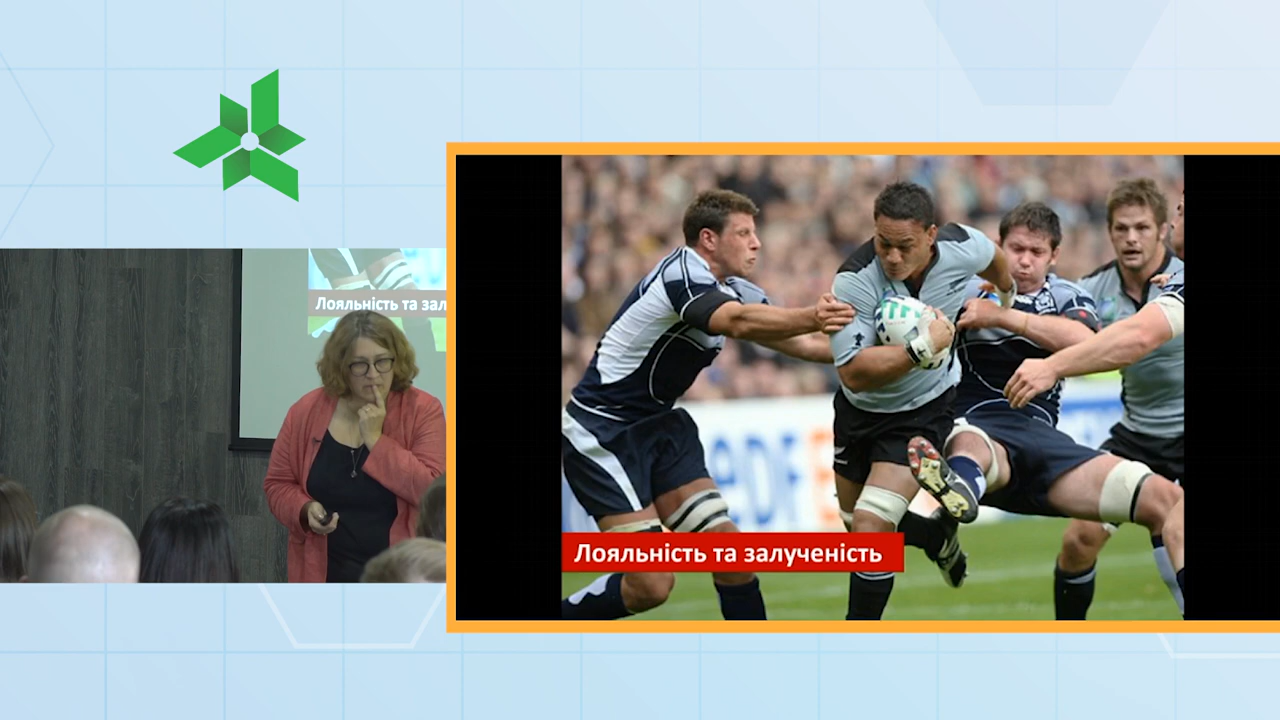 Лояльність та зал
Лояльність та залученість